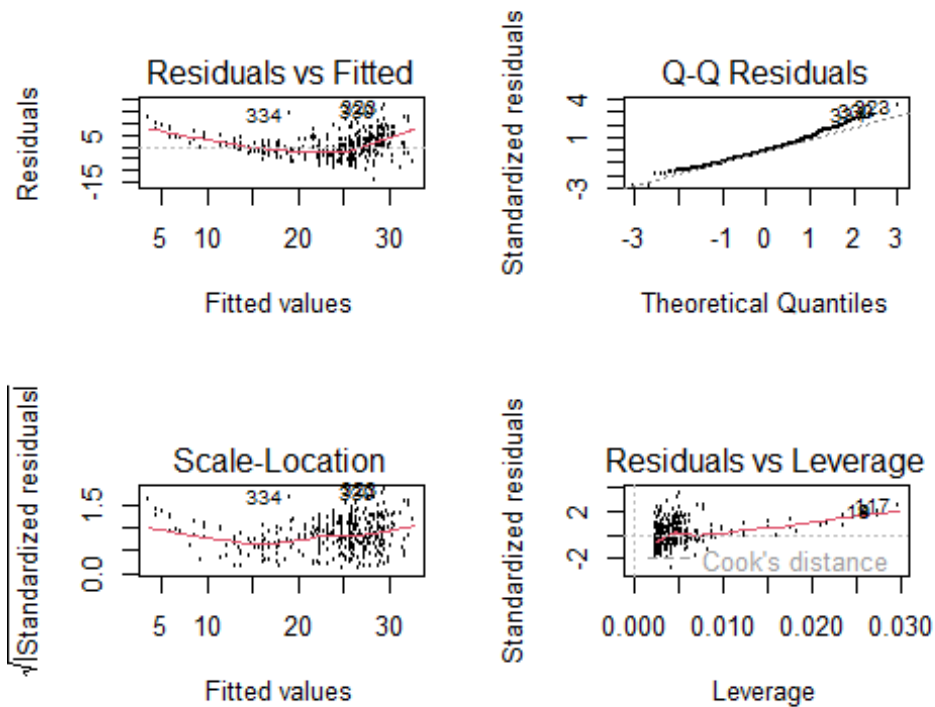 Residuals vs Fitted
Residuals
5
-15
334
5 10 20 30
Fitted values
Q-Q Residuals
Standardized residuals
4
1
-3
323
-3 -1 0 1 2 3
Theoretical Quantiles
Scale-Location
√|Standardized residuals|
1.5
0.0
334
5 10 20 30
Fitted values
Residuals vs Leverage
Standardized residuals
2
-2
117
Cook's distance
0.000 0.010 0.020 0.030
Leverage